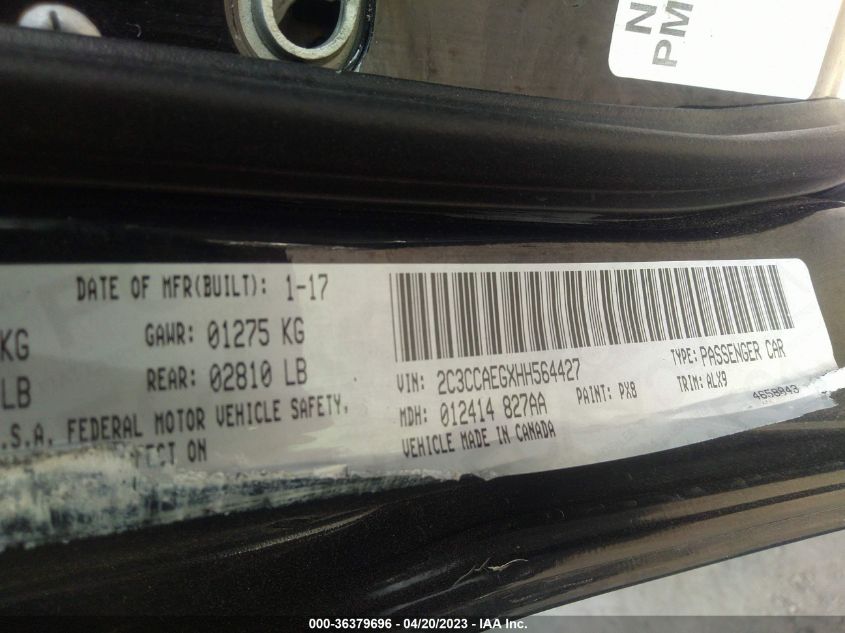 N
PM
DATE OF MFR(BUILT): 1-17
KG GAWR: 01275 KG
LB REAR: 02810 LB
.S.A. FEDERAL MOTOR VEHICLE SAFETY,
ECT ON
VIN: 2C3CCAEGXHH564427
TYPE: PASSENGER CAR
MDH: 012414 827AA
PAINT: PX8
TRIM: ALX9
VEHICLE MADE IN CANADA
4658843
000-36379696 - 04/20/2023 - IAA Inc.